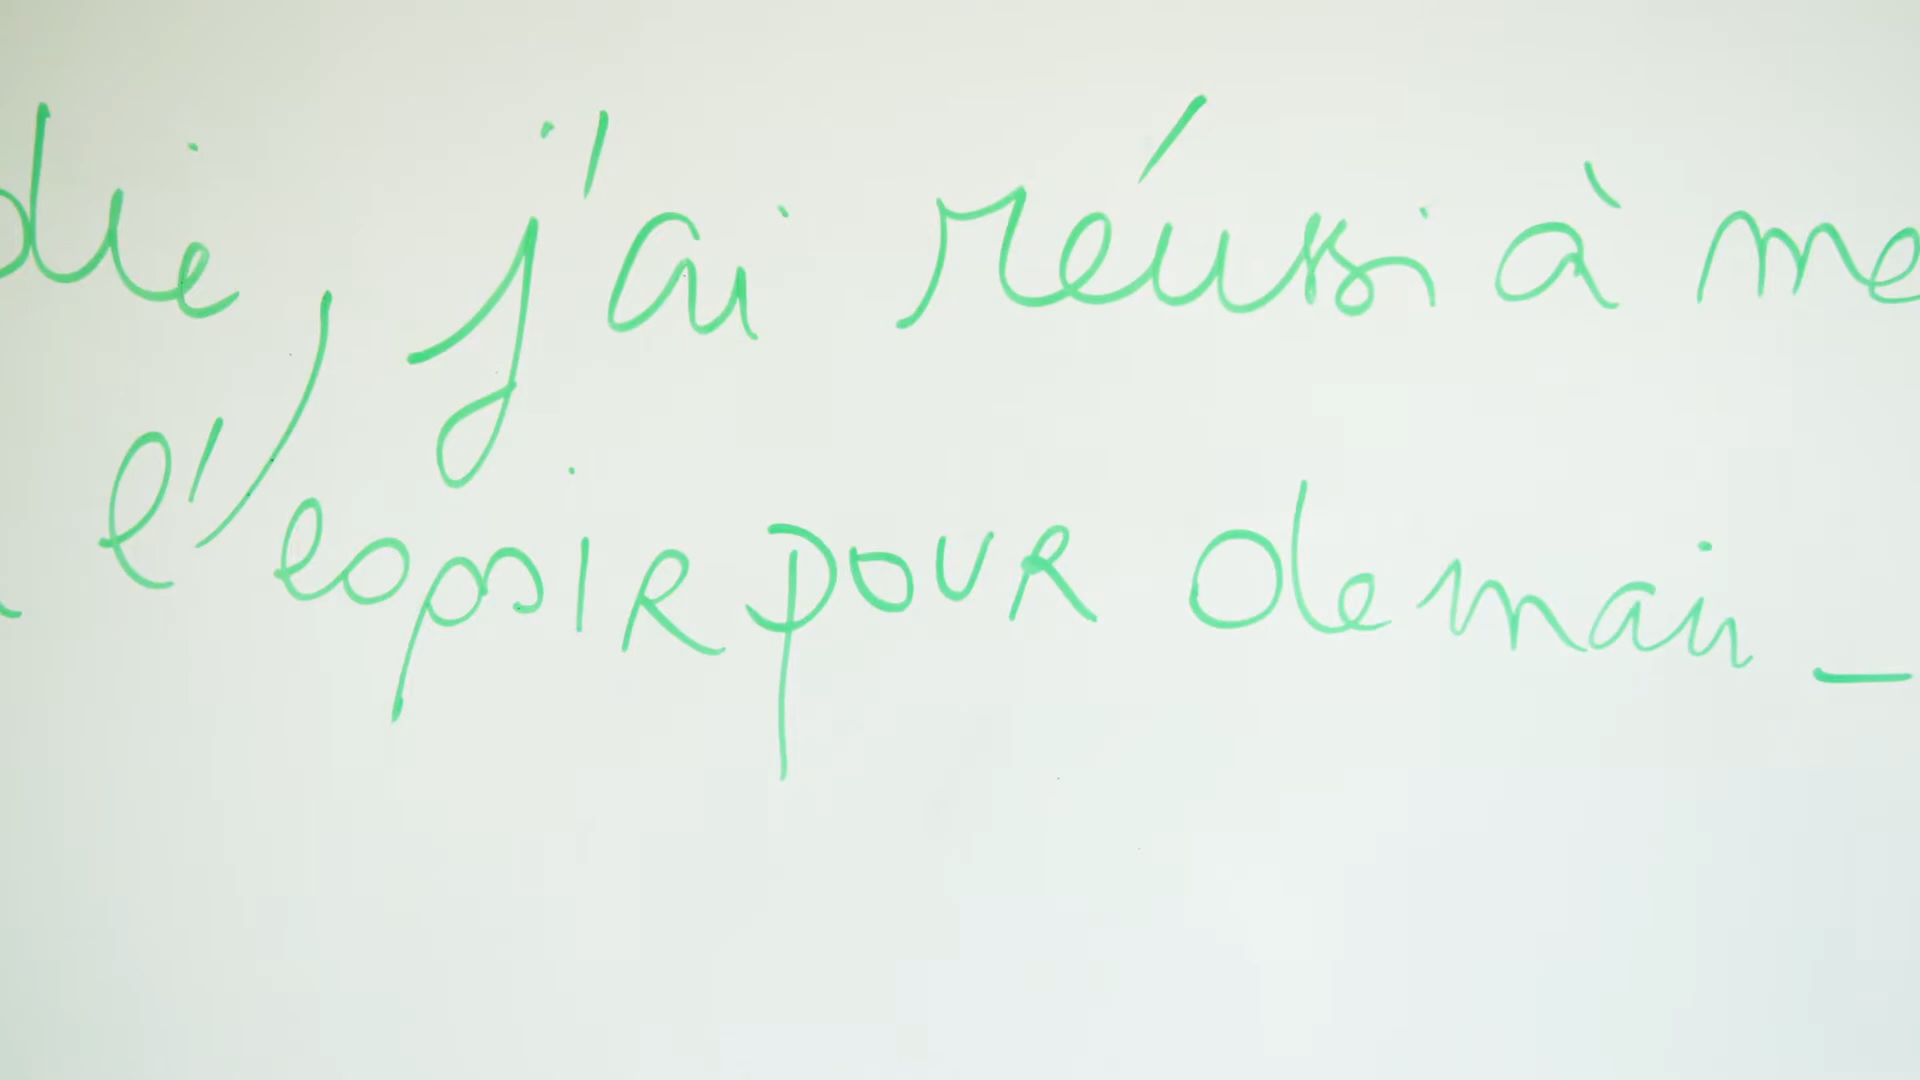 die, j'ai réussi à me
l'espoir pour demain _